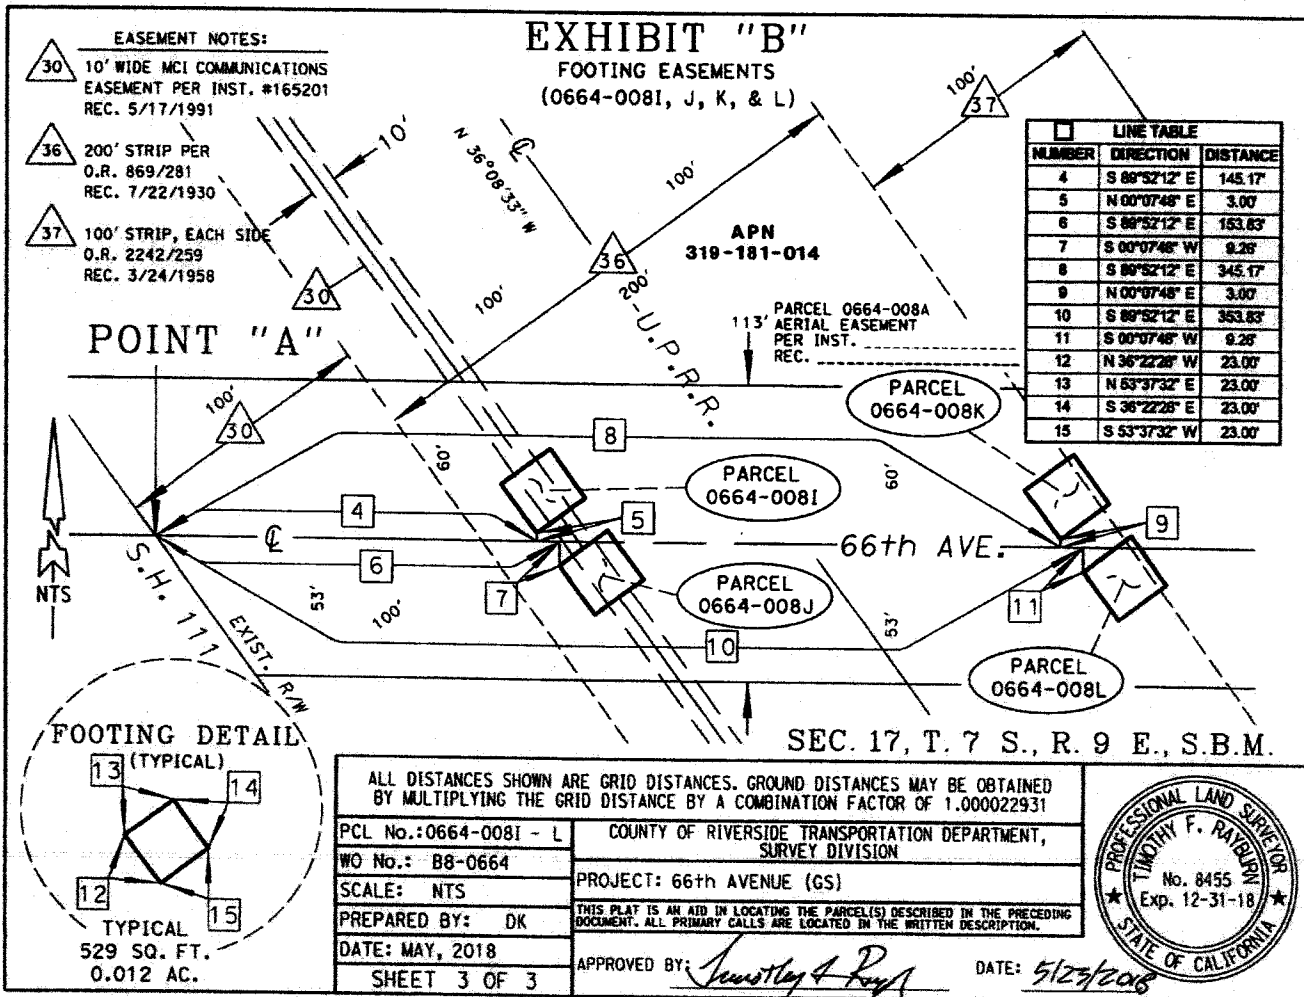 EXHIBIT "B"
FOOTING EASEMENTS
(0664-008I, J, K, & L)
EASEMENT NOTES:
30 10' WIDE MCI COMMUNICATIONS
EASEMENT PER INST. #165201
REC. 5/17/1991
36 200' STRIP PER
O.R. 869/281
REC. 7/22/1930
37 100' STRIP, EACH SIDE
O.R. 2242/259
REC. 3/24/1958
10'
N 36°08'33" W
℄
100'
100'
37
36
200'-U.P.R.R.
100'
30
APN
319-181-014
LINE TABLE
NUMBER DIRECTION DISTANCE
4 S 89°52'12" E 145.17'
5 N 00°07'48" E 3.00'
6 S 89°52'12" E 153.83'
7 S 00°07'48" W 9.26'
8 S 89°52'12" E 345.17'
9 N 00°07'48" E 3.00'
10 S 89°52'12" E 353.83'
11 S 00°07'48" W 9.26'
12 N 36°22'28" W 23.00'
13 N 53°37'32" E 23.00'
14 S 36°22'28" E 23.00'
15 S 53°37'32" W 23.00'
POINT "A"
113'
PARCEL 0664-008A
AERIAL EASEMENT
PER INST.
REC.
100'
30
PARCEL
0664-008K
8
60'
60'
PARCEL
0664-008I
4
5
9
℄
66th AVE.
6
7
PARCEL
0664-008J
11
NTS
S.H. 111
53'
100'
53'
10
EXIST. R/W
PARCEL
0664-008L
SEC. 17, T. 7 S., R. 9 E., S.B.M.
FOOTING DETAIL
(TYPICAL)
13
14
12
15
TYPICAL
529 SQ. FT.
0.012 AC.
ALL DISTANCES SHOWN ARE GRID DISTANCES. GROUND DISTANCES MAY BE OBTAINED
BY MULTIPLYING THE GRID DISTANCE BY A COMBINATION FACTOR OF 1.000022931
PCL No.:0664-008I - L
WO No.: B8-0664
SCALE: NTS
PREPARED BY: DK
DATE: MAY, 2018
SHEET 3 OF 3
COUNTY OF RIVERSIDE TRANSPORTATION DEPARTMENT,
SURVEY DIVISION
PROJECT: 66th AVENUE (GS)
THIS PLAT IS AN AID IN LOCATING THE PARCEL(S) DESCRIBED IN THE PRECEDING
DOCUMENT. ALL PRIMARY CALLS ARE LOCATED IN THE WRITTEN DESCRIPTION.
APPROVED BY:
DATE: 5/23/2018
PROFESSIONAL LAND SURVEYOR
TIMOTHY F. RAYBURN
No. 8455
Exp. 12-31-18
STATE OF CALIFORNIA